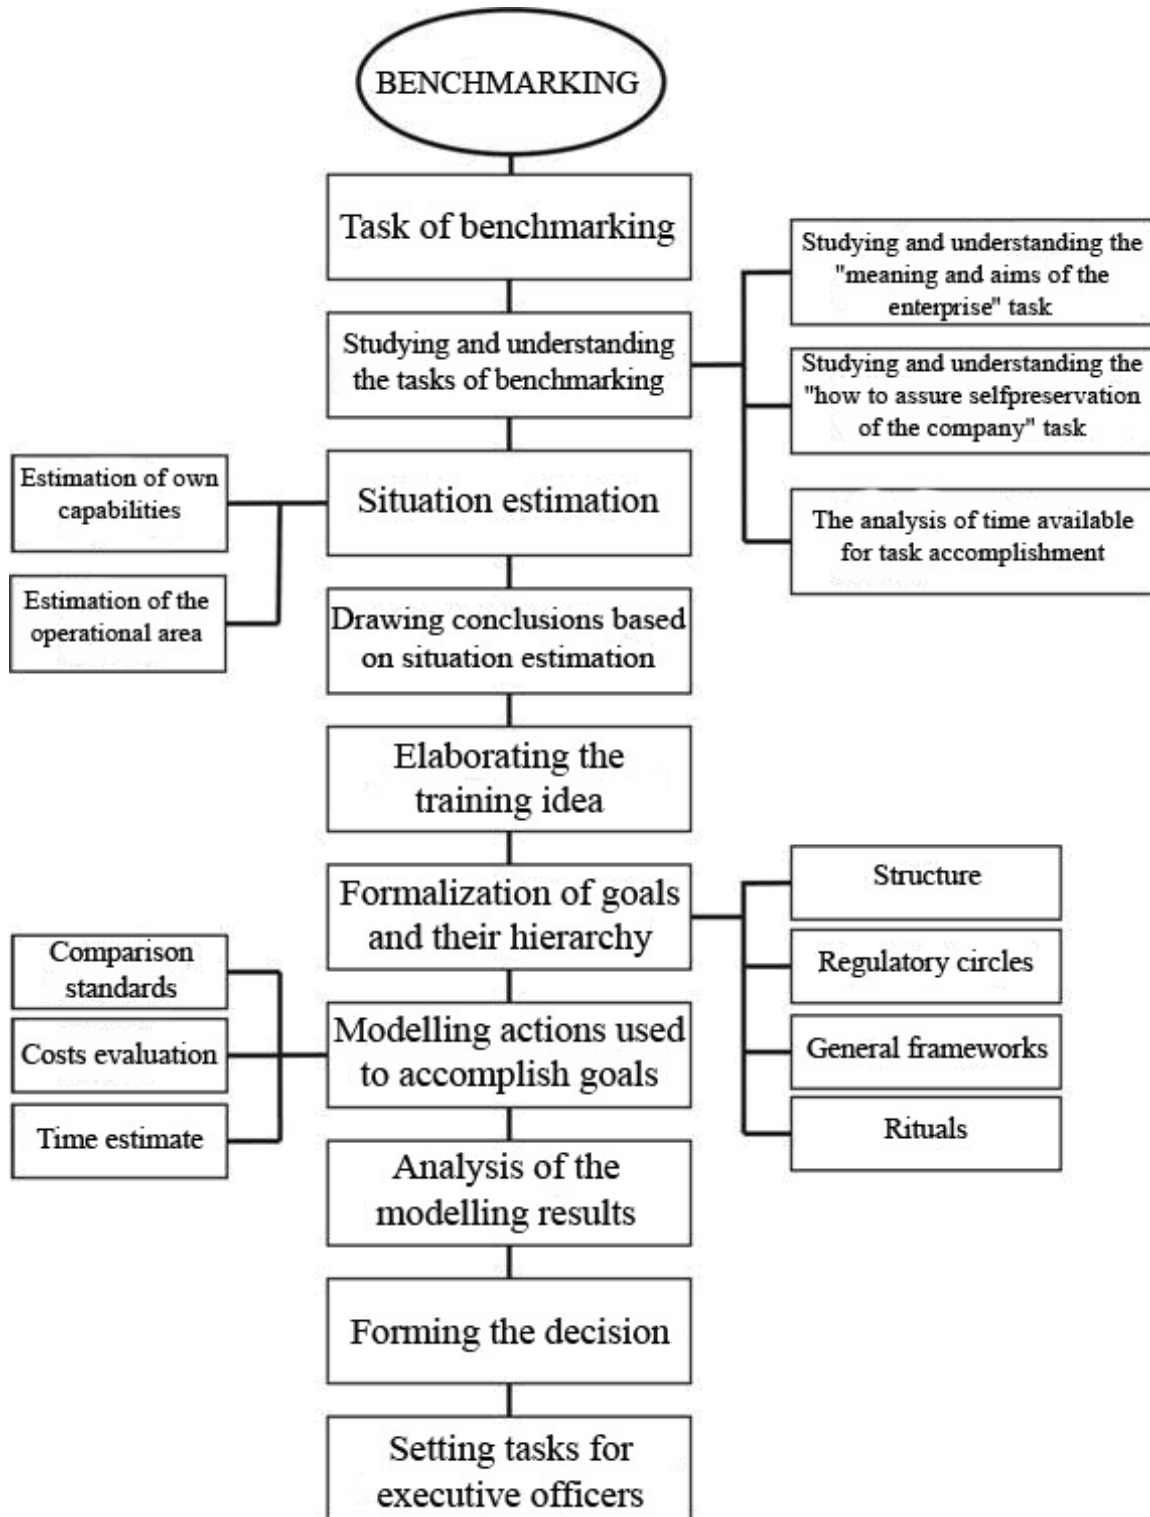 BENCHMARKING
Task of benchmarking
Studying and understanding the
"meaning and aims of the
enterprise" task
Studying and understanding
the tasks of benchmarking
Studying and understanding the
"how to assure selfpreservation
of the company" task
Estimation of own
capabilities
Situation estimation
The analysis of time available
for task accomplishment
Estimation of the
operational area
Drawing conclusions based
on situation estimation
Elaborating the
training idea
Formalization of goals
and their hierarchy
Structure
Regulatory circles
General frameworks
Rituals
Comparison
standards
Costs evaluation
Time estimate
Modelling actions used
to accomplish goals
Analysis of the
modelling results
Forming the decision
Setting tasks for
executive officers